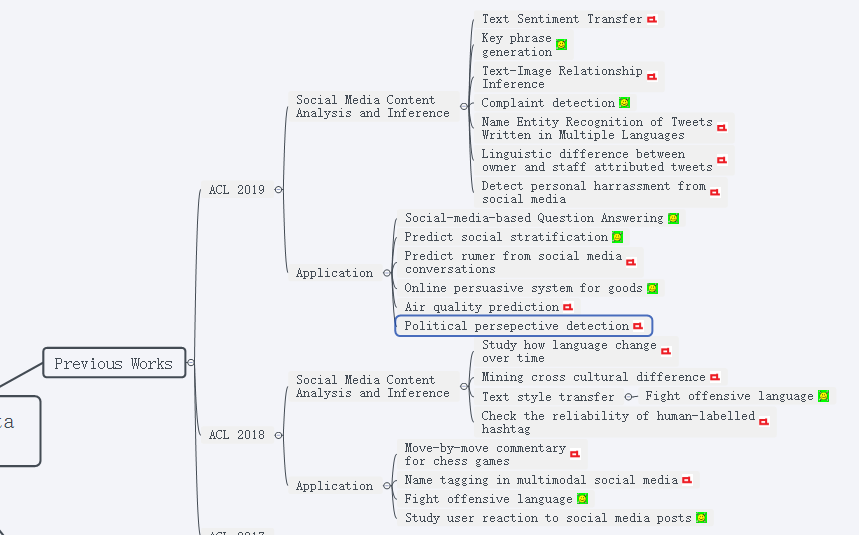 Text Sentiment Transfer
Key phrase
generation
Text-Image Relationship
Inference
Social Media Content
Analysis and Inference
Complaint detection
Name Entity Recognition of Tweets
Written in Multiple Languages
Linguistic difference between
owner and staff attributed tweets
Detect personal harrassment from
social media
ACL 2019
Social-media-based Question Answering
Predict social stratification
Predict rumer from social media
conversations
Application
Online persuasive system for goods
Air quality prediction
Political persepective detection
Previous Works
Study how language change
over time
Social Media Content
Analysis and Inference
Mining cross cultural difference
Text style transfer
Fight offensive language
Check the reliability of human-labelled
hashtag
ta
ACL 2018
Move-by-move commentary
for chess games
Application
Name tagging in multimodal social media
Fight offensive language
Study user reaction to social media posts